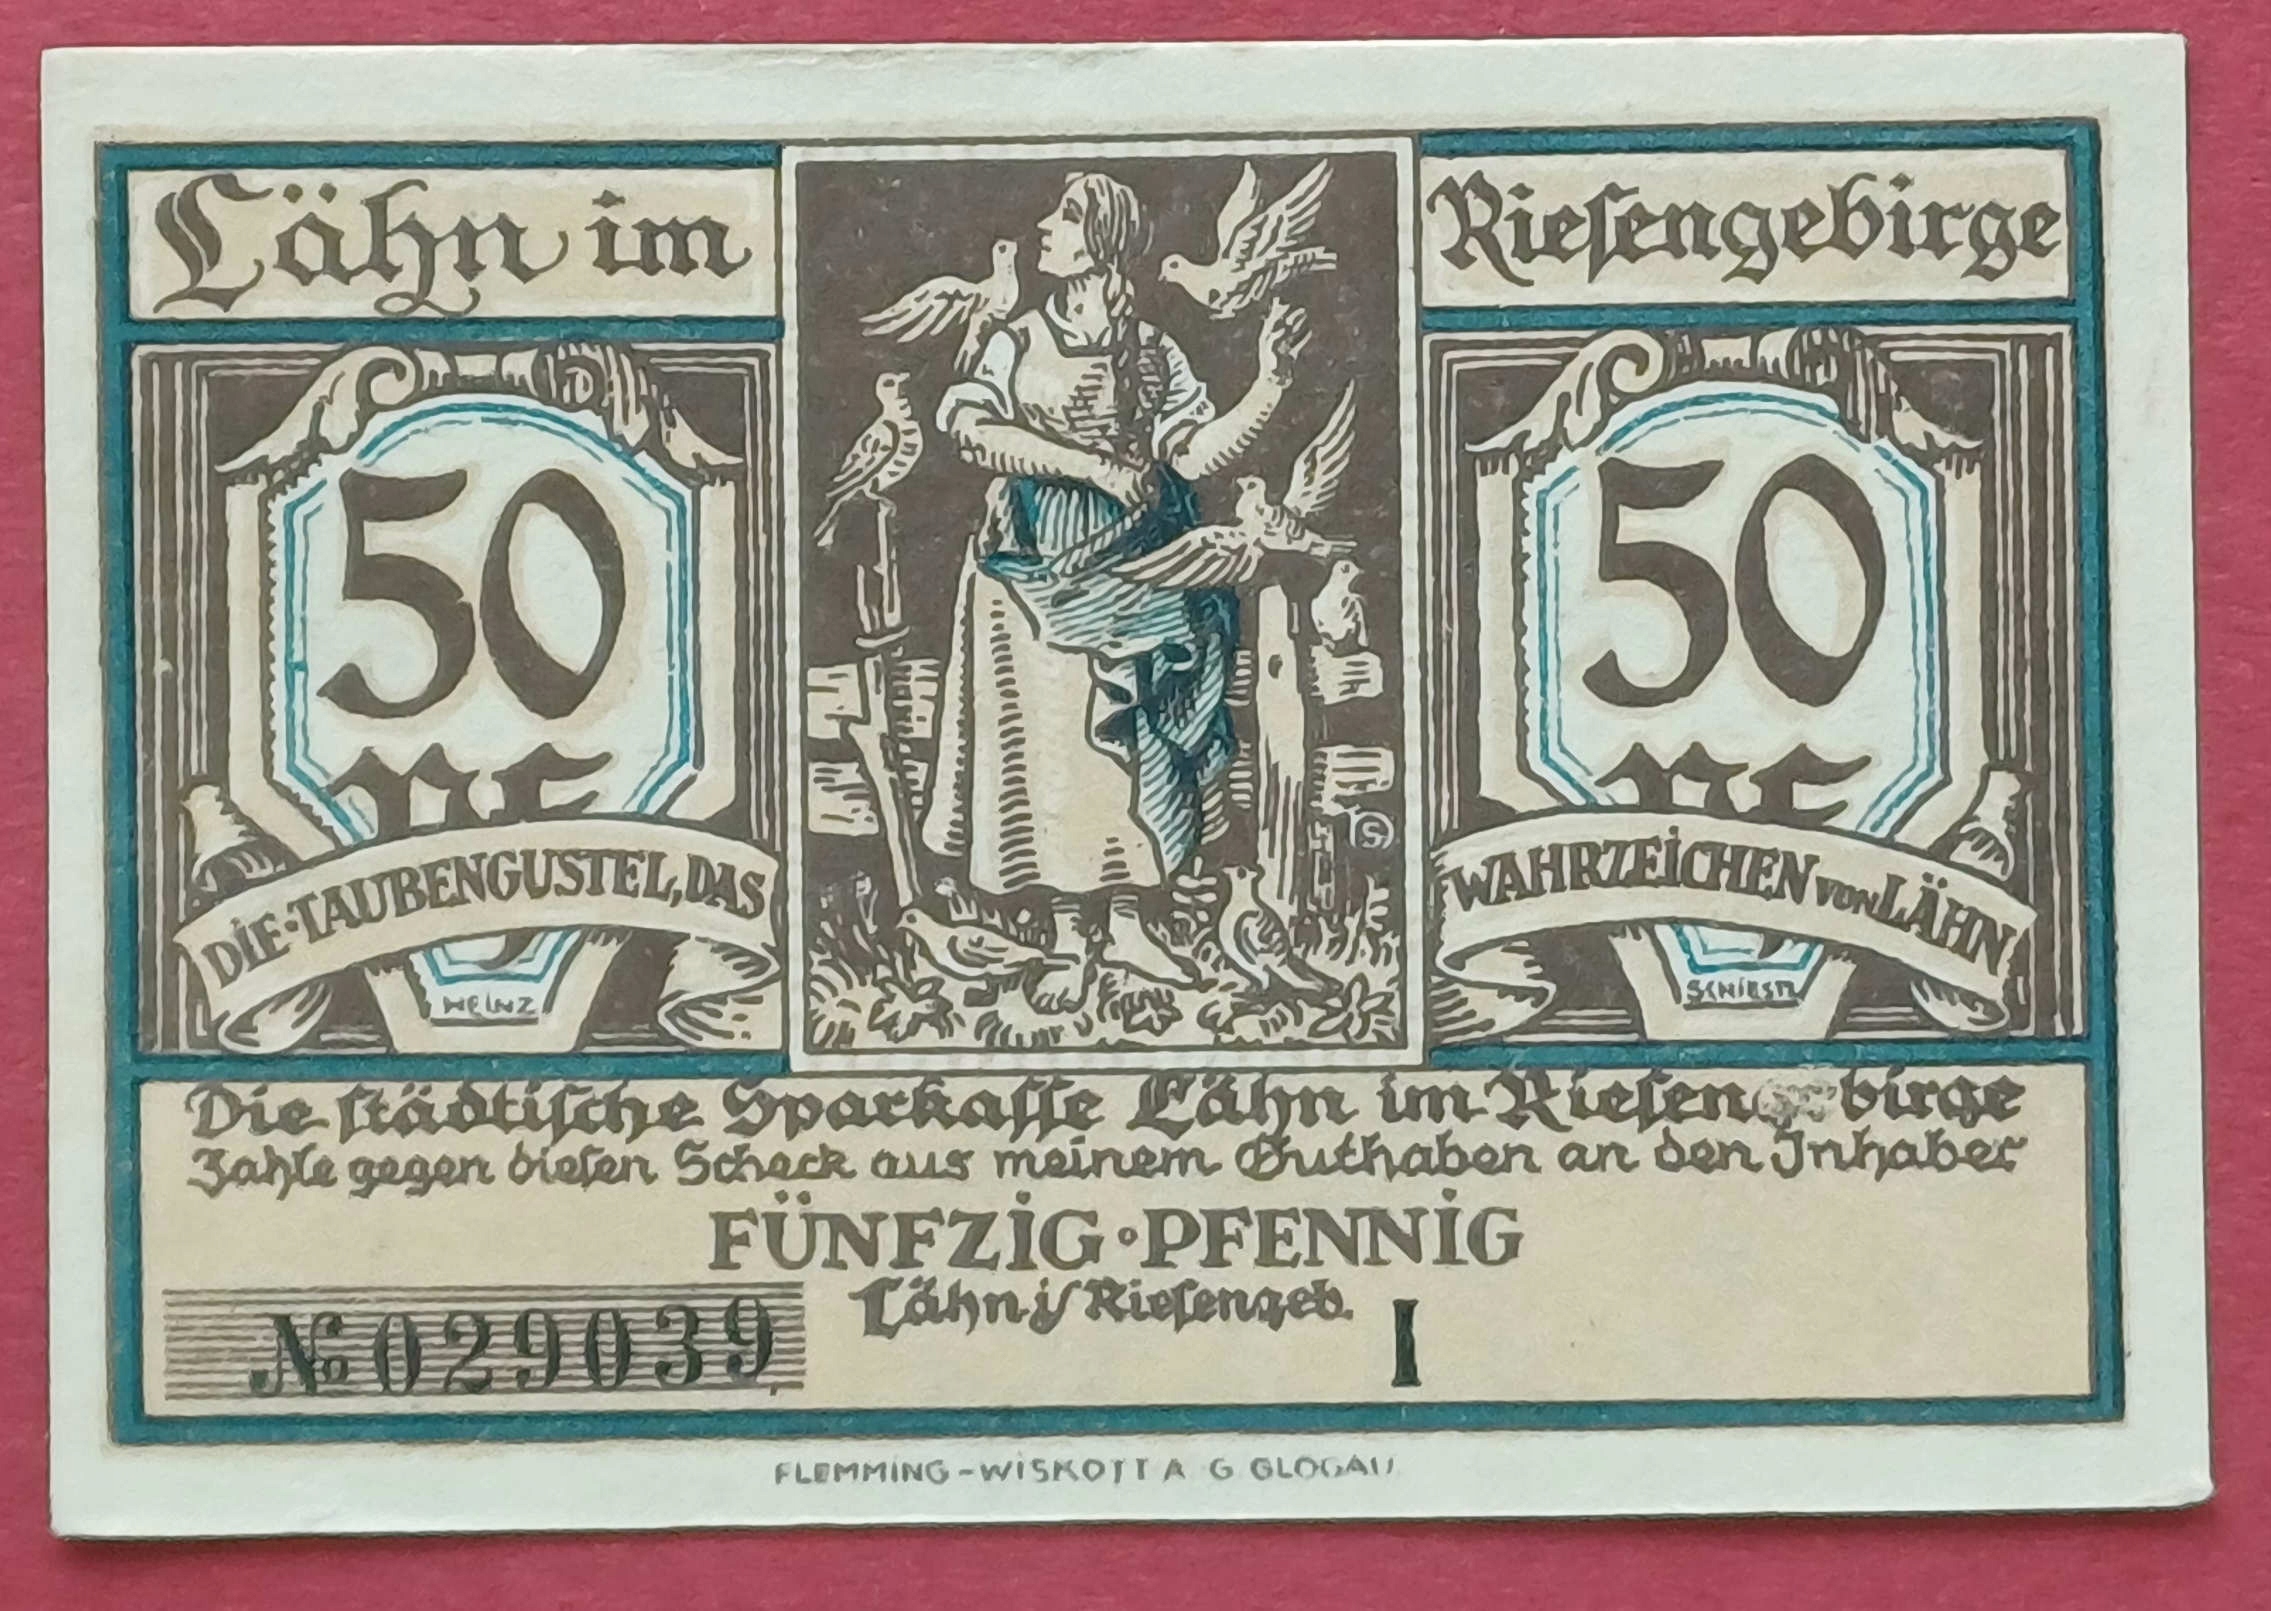 Lähn im Riesengebirge
50 50
Pf Pf
DIE·TAUBENGUSTEL, DAS WAHRZEICHEN VON LÄHN
HEINZ SCHIESTL
Die städtische Sparkasse Lähn im Riesengebirge
Zahle gegen diesen Scheck aus meinem Guthaben an den Inhaber
FÜNFZIG·PFENNIG
Lähn i/Riesengeb.
№ 029039 I
FLEMMING-WISKOTT A G GLOGAU